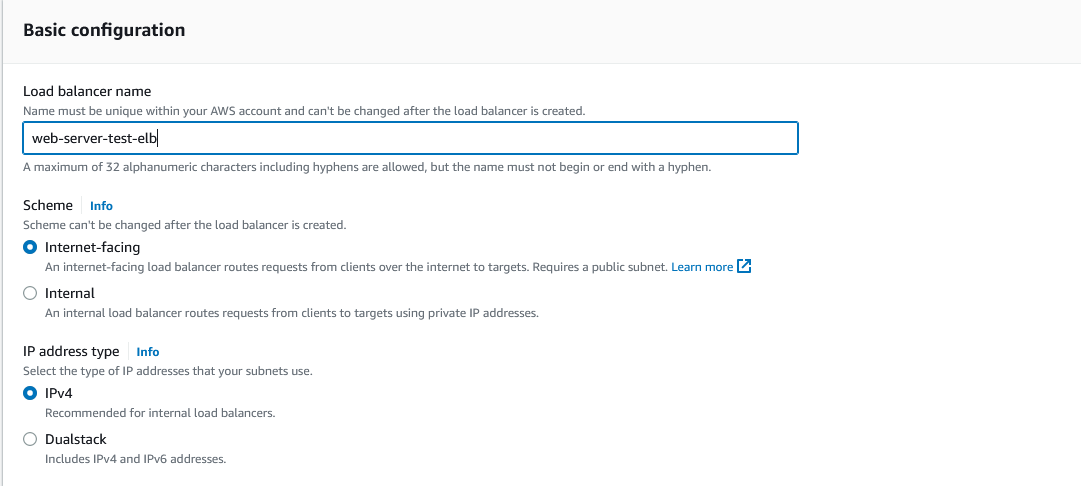 Basic configuration
Load balancer name
Name must be unique within your AWS account and can't be changed after the load balancer is created.
web-server-test-elb
A maximum of 32 alphanumeric characters including hyphens are allowed, but the name must not begin or end with a hyphen.
Scheme Info
Scheme can't be changed after the load balancer is created.
Internet-facing
An internet-facing load balancer routes requests from clients over the internet to targets. Requires a public subnet. Learn more
Internal
An internal load balancer routes requests from clients to targets using private IP addresses.
IP address type Info
Select the type of IP addresses that your subnets use.
IPv4
Recommended for internal load balancers.
Dualstack
Includes IPv4 and IPv6 addresses.